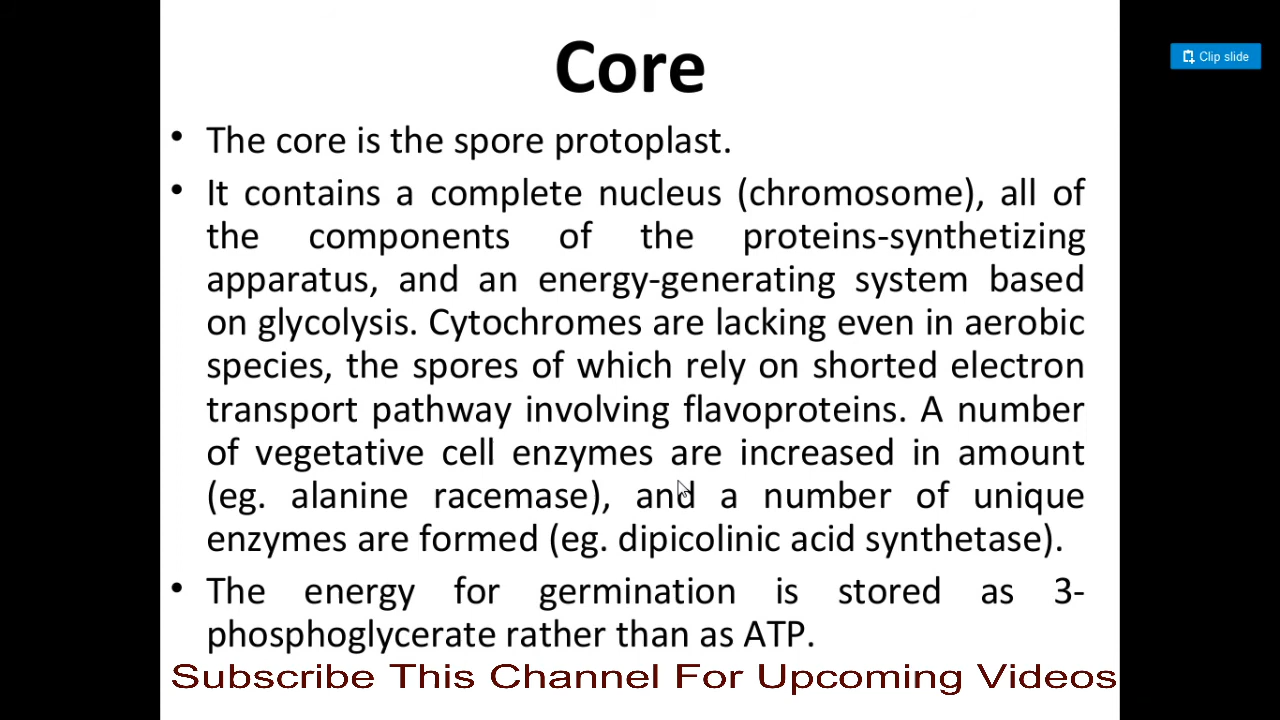 Core
Clip slide
• The core is the spore protoplast.
• It contains a complete nucleus (chromosome), all of
the components of the proteins-synthetizing
apparatus, and an energy-generating system based
on glycolysis. Cytochromes are lacking even in aerobic
species, the spores of which rely on shorted electron
transport pathway involving flavoproteins. A number
of vegetative cell enzymes are increased in amount
(eg. alanine racemase), and a number of unique
enzymes are formed (eg. dipicolinic acid synthetase).
• The energy for germination is stored as 3-
phosphoglycerate rather than as ATP.
Subscribe This Channel For Upcoming Videos